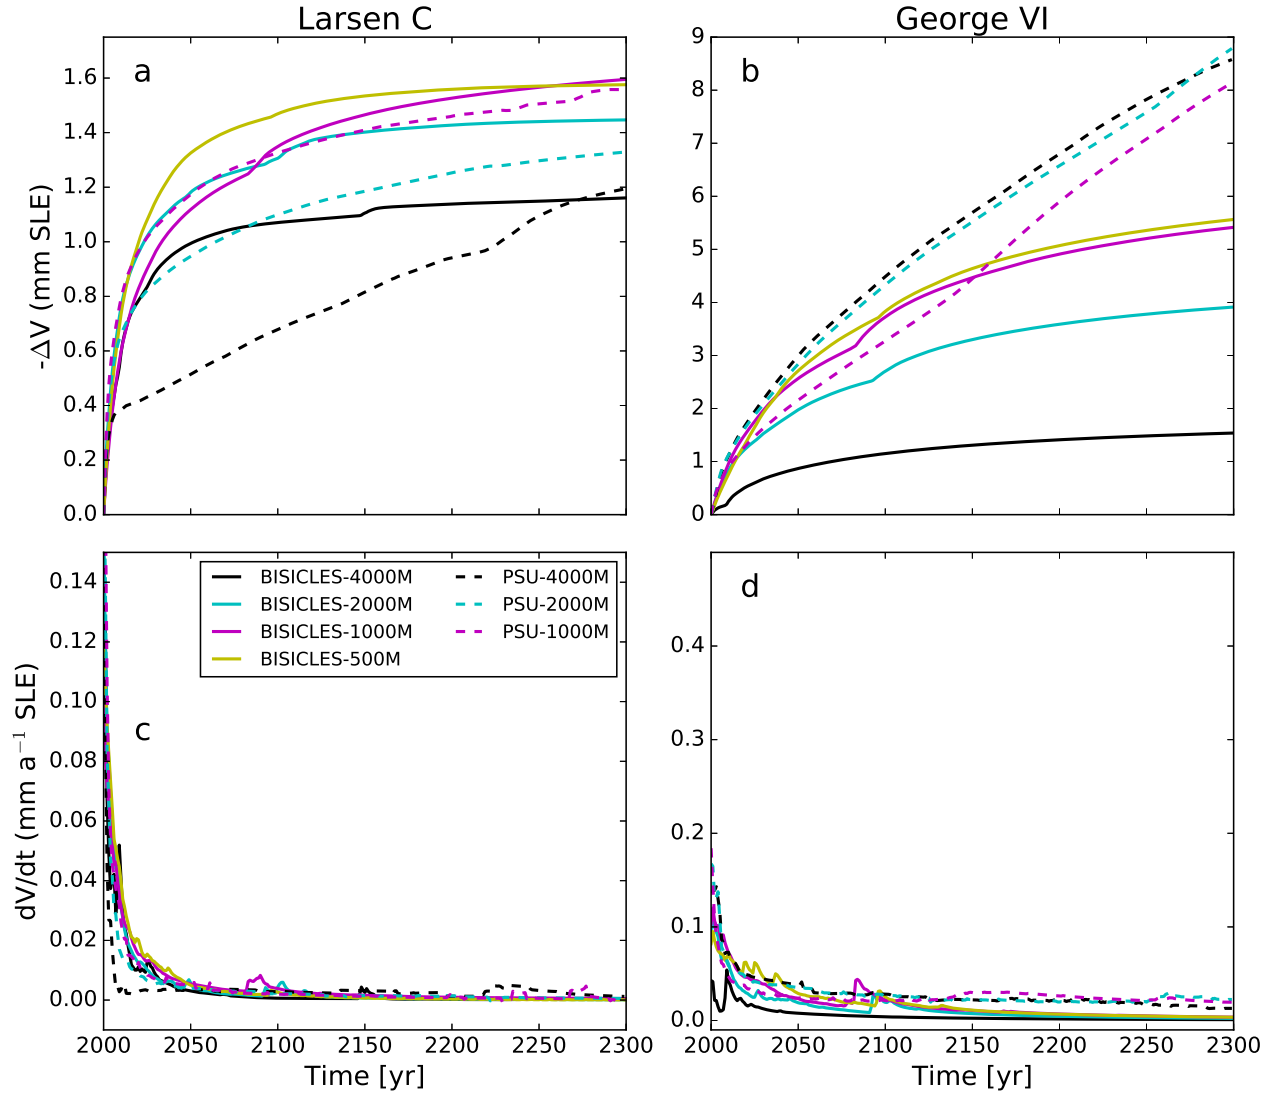 Larsen C
George VI
a
-ΔV (mm SLE)
1.6
1.4
1.2
1.0
0.8
0.6
0.4
0.2
0.0
b
9
8
7
6
5
4
3
2
1
0
BISICLES-4000M PSU-4000M
BISICLES-2000M PSU-2000M
BISICLES-1000M PSU-1000M
BISICLES-500M
c
dV/dt (mm a⁻¹ SLE)
0.14
0.12
0.10
0.08
0.06
0.04
0.02
0.00
2000 2050 2100 2150 2200 2250 2300
Time [yr]
d
0.4
0.3
0.2
0.1
0.0
2000 2050 2100 2150 2200 2250 2300
Time [yr]